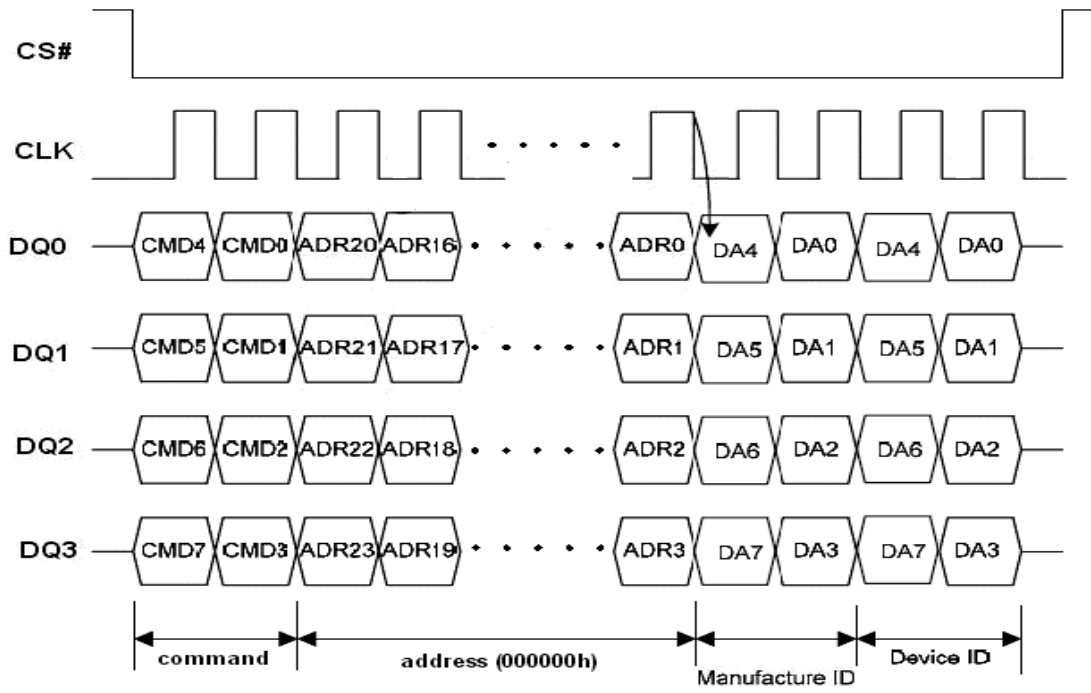 CS#
CLK
DQ0 CMD4 CMD0 ADR20 ADR16 ADR0 DA4 DA0 DA4 DA0
DQ1 CMD5 CMD1 ADR21 ADR17 ADR1 DA5 DA1 DA5 DA1
DQ2 CMD6 CMD2 ADR22 ADR18 ADR2 DA6 DA2 DA6 DA2
DQ3 CMD7 CMD3 ADR23 ADR19 ADR3 DA7 DA3 DA7 DA3
command address (000000h) Manufacture ID Device ID